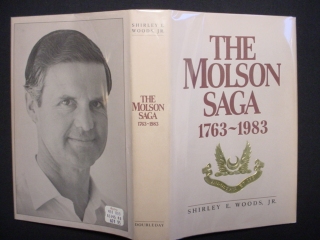 SHIRLEY E.
WOODS, JR.
THE
MOLSON
SAGA
1763-1983
DOUBLEDAY
THE
MOLSON
SAGA
1763~1983
SHIRLEY E. WOODS, JR.